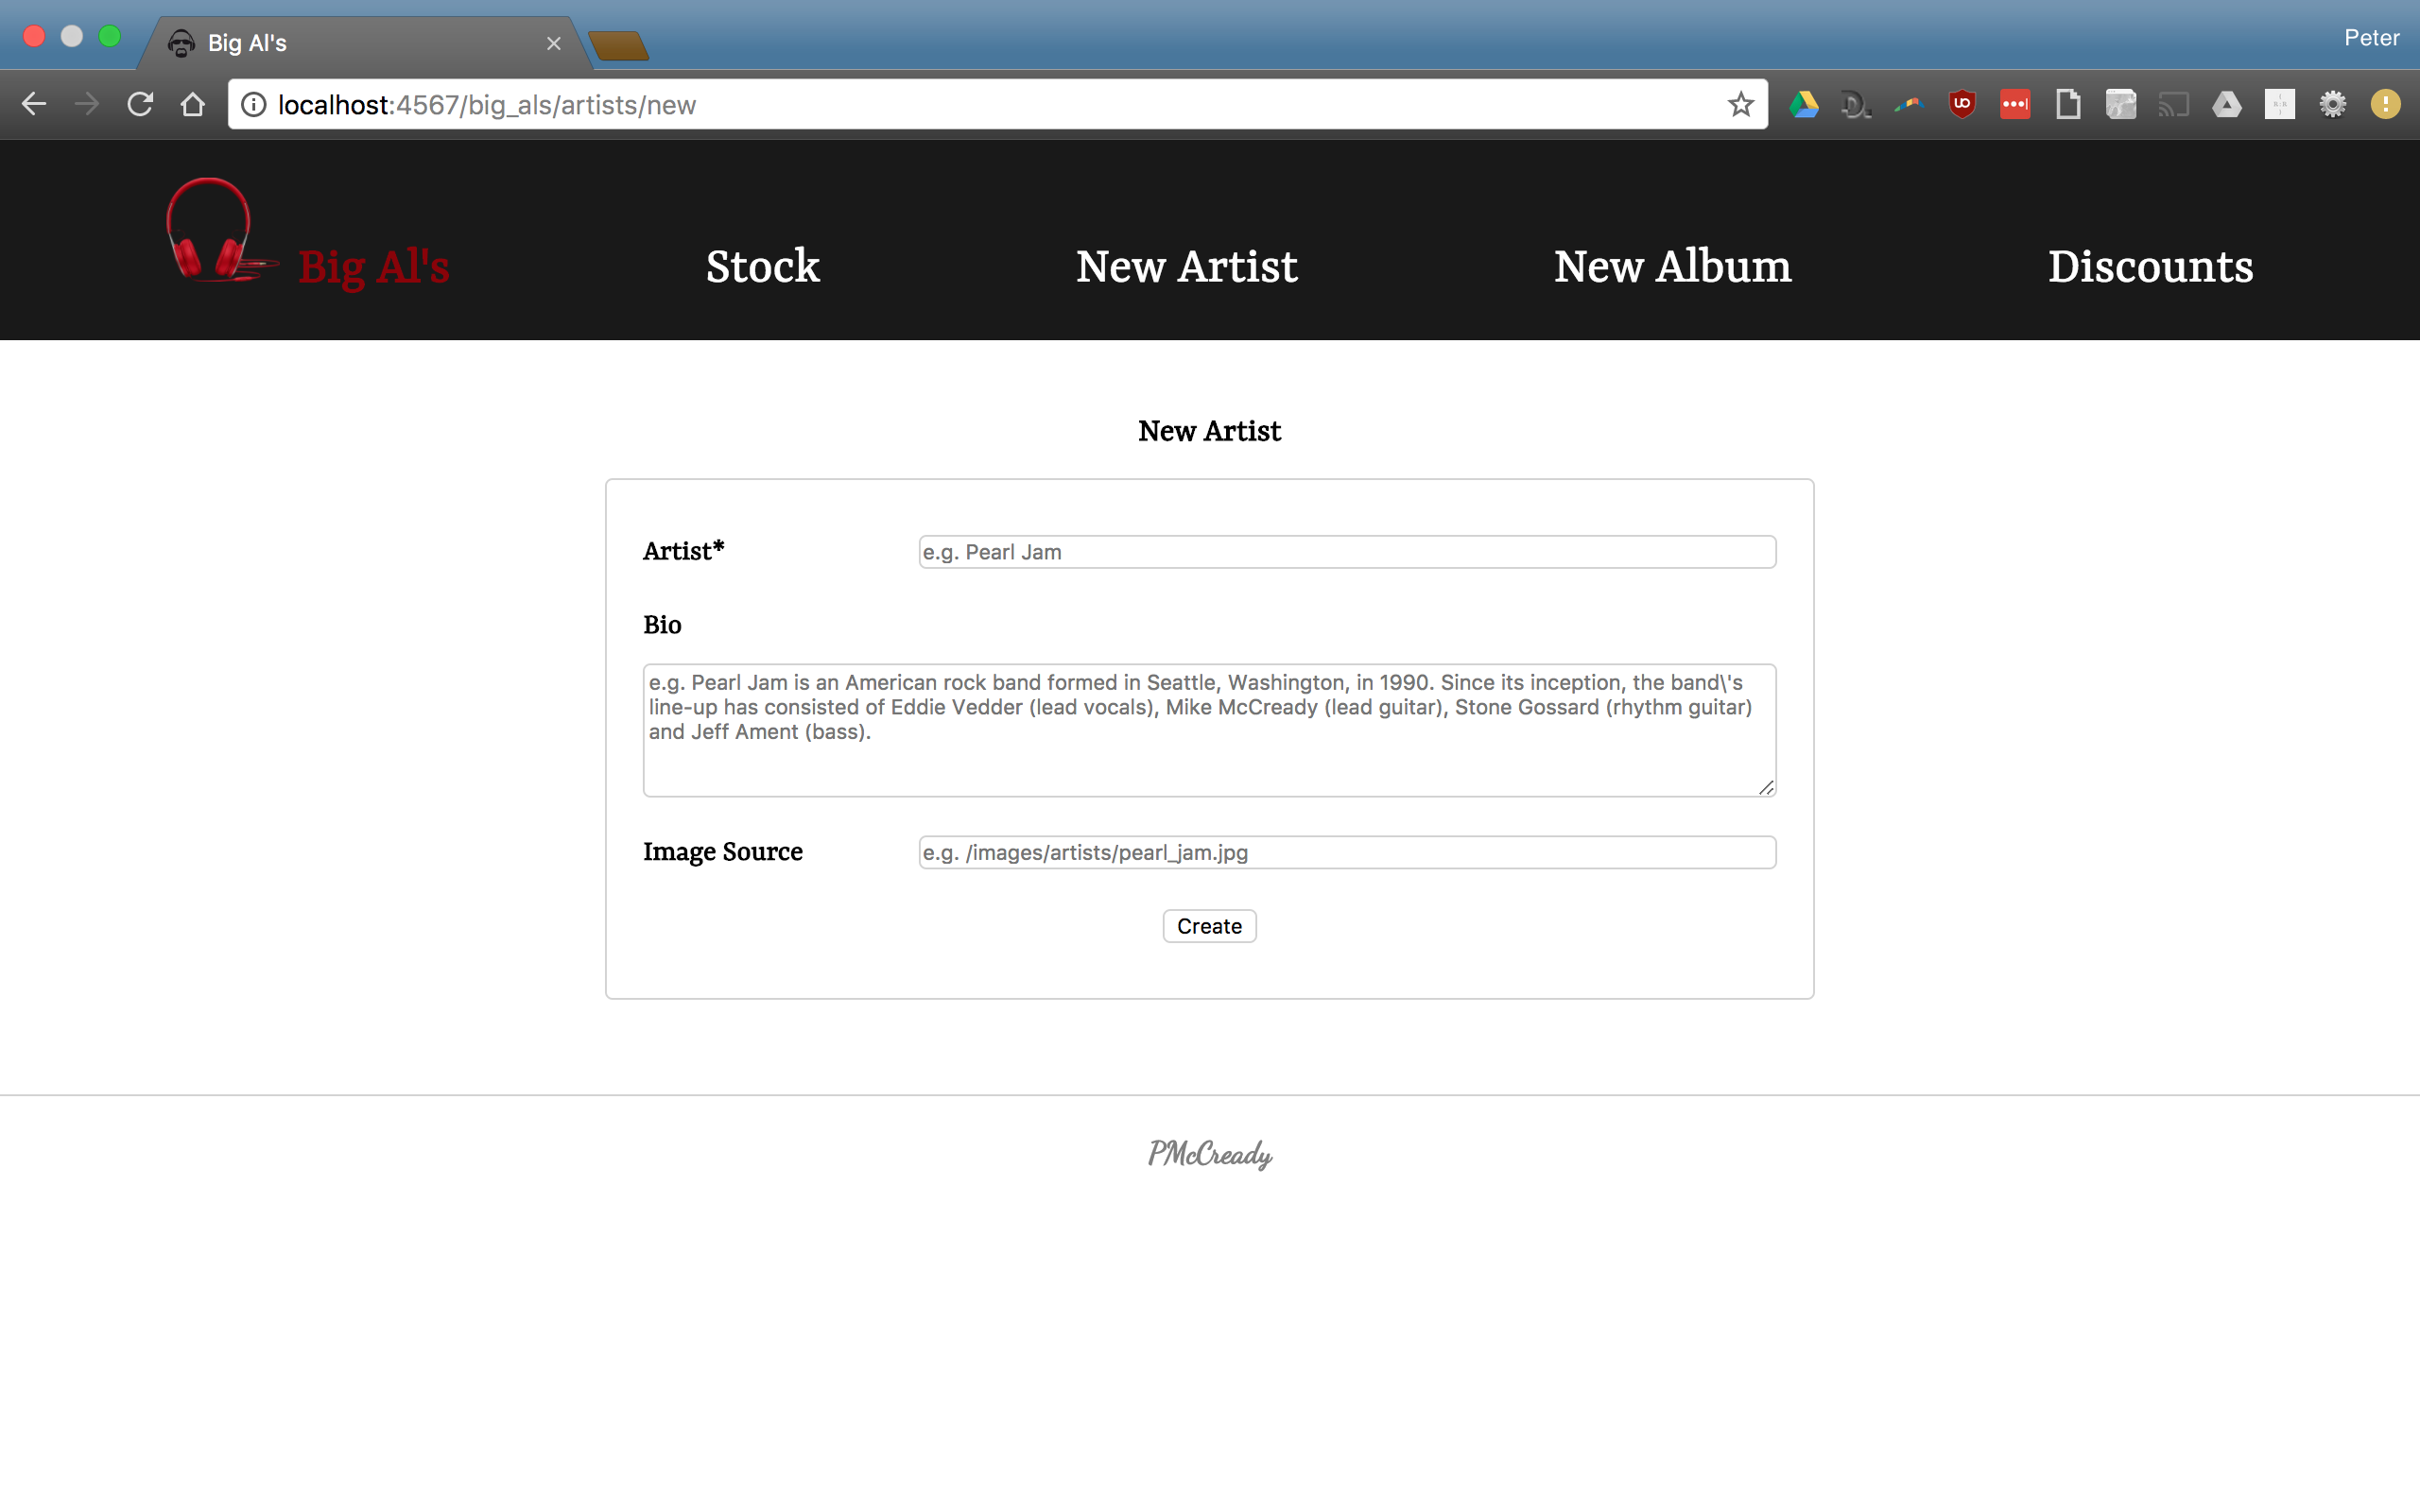 Big Al's
Peter
localhost:4567/big_als/artists/new
Big Al's
Stock
New Artist
New Album
Discounts
New Artist
Artist*
e.g. Pearl Jam
Bio
e.g. Pearl Jam is an American rock band formed in Seattle, Washington, in 1990. Since its inception, the band\'s
line-up has consisted of Eddie Vedder (lead vocals), Mike McCready (lead guitar), Stone Gossard (rhythm guitar)
and Jeff Ament (bass).
Image Source
e.g. /images/artists/pearl_jam.jpg
Create
PMcCready